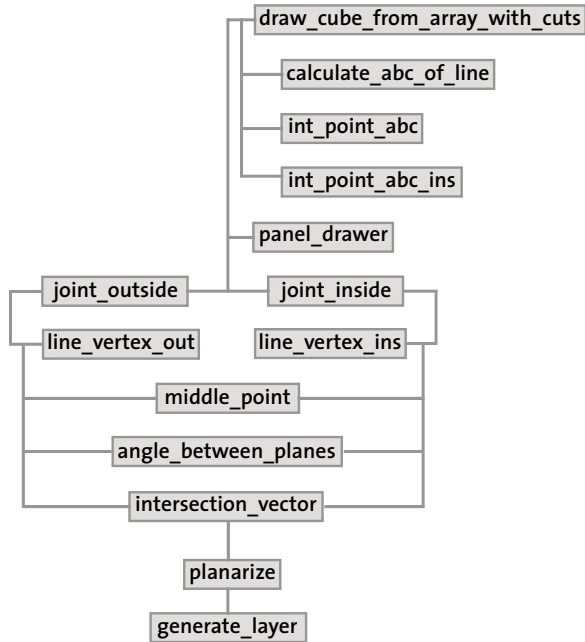 draw_cube_from_array_with_cuts
calculate_abc_of_line
int_point_abc
int_point_abc_ins
panel_drawer
joint_outside
joint_inside
line_vertex_out
line_vertex_ins
middle_point
angle_between_planes
intersection_vector
planarize
generate_layer